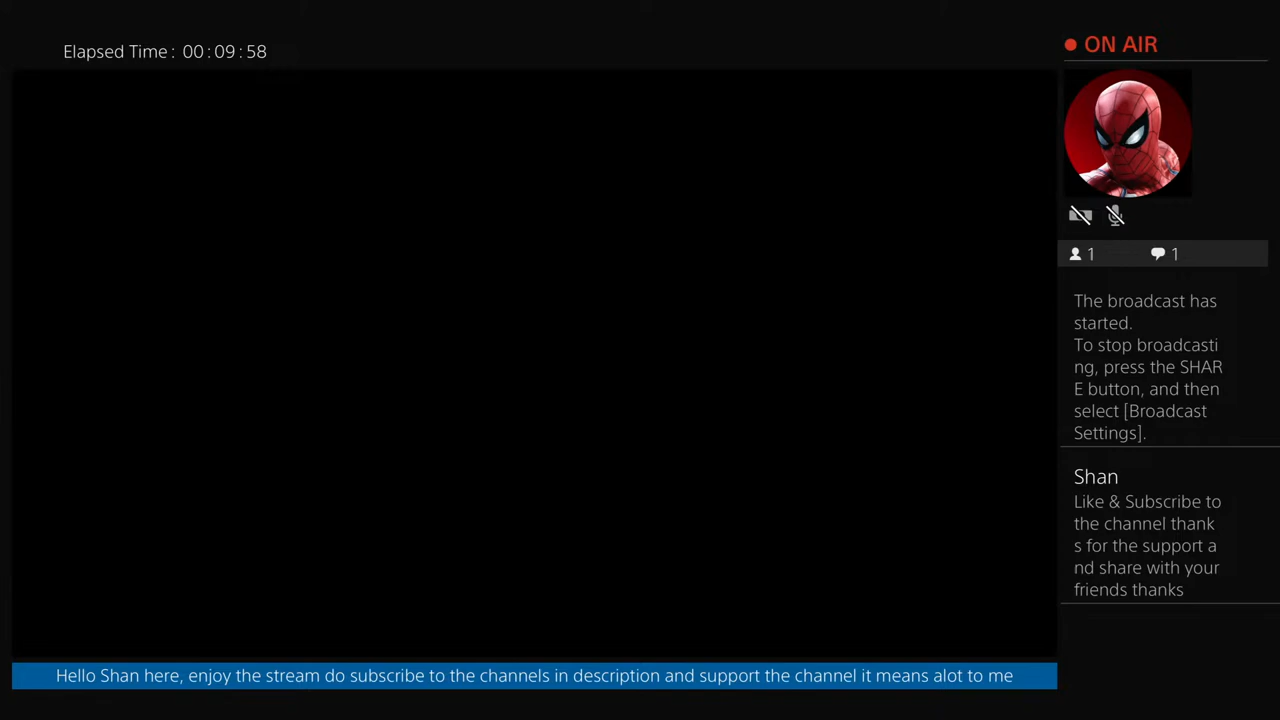 Elapsed Time: 00:09:58
ON AIR
1 1
The broadcast has
started.
To stop broadcasti
ng, press the SHAR
E button, and then
select [Broadcast
Settings].
Shan
Like & Subscribe to
the channel thank
s for the support a
nd share with your
friends thanks
Hello Shan here, enjoy the stream do subscribe to the channels in description and support the channel it means alot to me